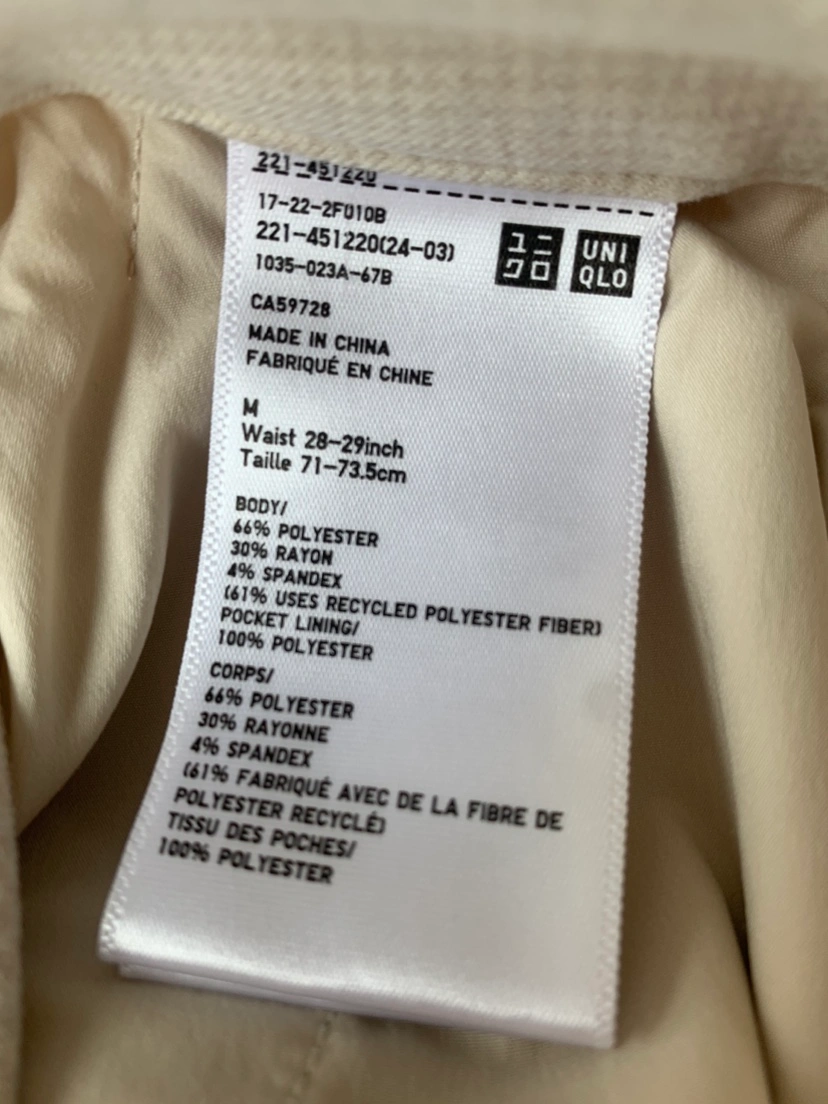 221-451220
17-22-2F010B
221-451220(24-03)
1035-023A-67B
ユニ
クロ
UNI
QLO
CA59728
MADE IN CHINA
FABRIQUÉ EN CHINE
M
Waist 28-29inch
Taille 71-73.5cm
BODY/
66% POLYESTER
30% RAYON
4% SPANDEX
(61% USES RECYCLED POLYESTER FIBER)
POCKET LINING/
100% POLYESTER
CORPS/
66% POLYESTER
30% RAYONNE
4% SPANDEX
(61% FABRIQUÉ AVEC DE LA FIBRE DE
POLYESTER RECYCLÉ)
TISSU DES POCHES/
100% POLYESTER